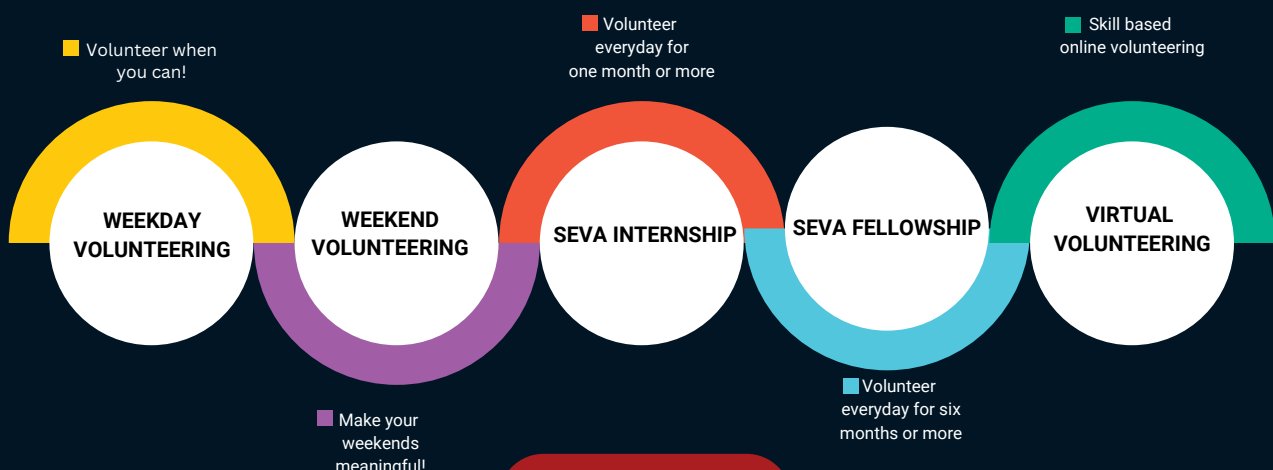 Volunteer when
you can!
WEEKDAY
VOLUNTEERING
WEEKEND
VOLUNTEERING
Make your
weekends
meaningful!
Volunteer
everyday for
one month or more
SEVA INTERNSHIP
SEVA FELLOWSHIP
Volunteer
everyday for six
months or more
Skill based
online volunteering
VIRTUAL
VOLUNTEERING